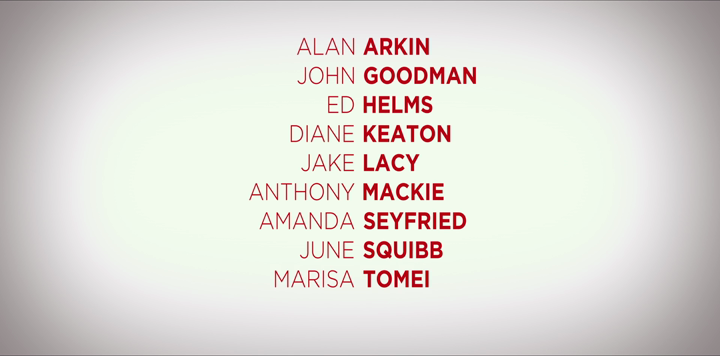 ALAN ARKIN
JOHN GOODMAN
ED HELMS
DIANE KEATON
JAKE LACY
ANTHONY MACKIE
AMANDA SEYFRIED
JUNE SQUIBB
MARISA TOMEI